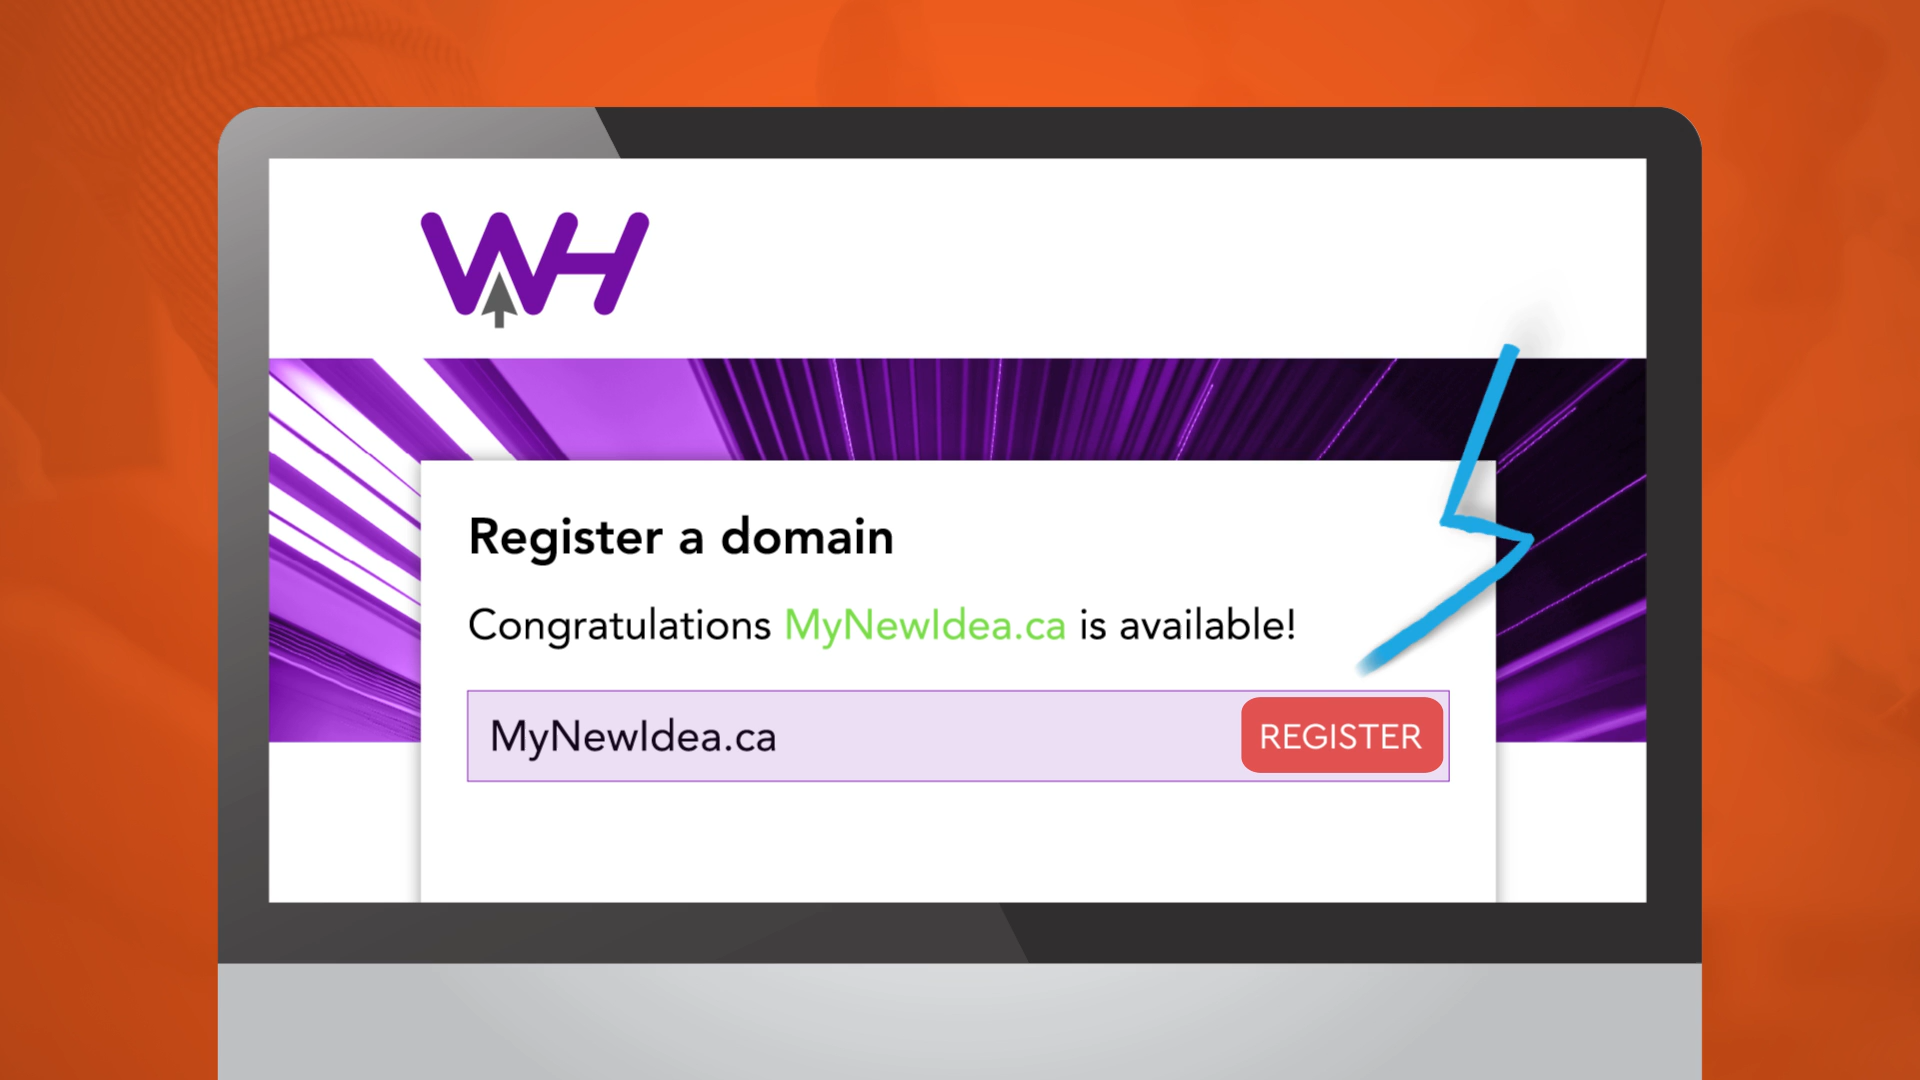 WH
Register a domain
Congratulations MyNewIdea.ca is available!
MyNewIdea.ca REGISTER